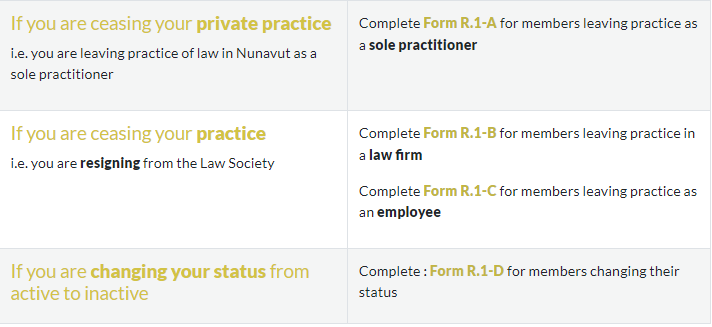 If you are ceasing your private practice
i.e. you are leaving practice of law in Nunavut as a
sole practitioner
Complete Form R.1-A for members leaving practice as
a sole practitioner
If you are ceasing your practice
i.e. you are resigning from the Law Society
Complete Form R.1-B for members leaving practice in
a law firm
Complete Form R.1-C for members leaving practice as
an employee
If you are changing your status from
active to inactive
Complete : Form R.1-D for members changing their
status